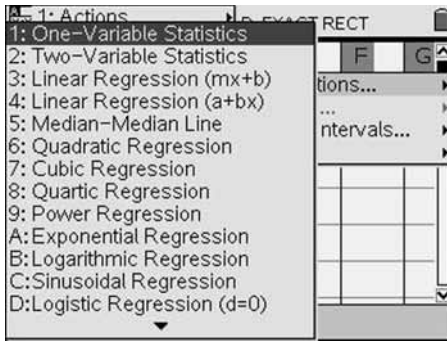 1: Actions
EXACT RECT
1: One-Variable Statistics
2: Two-Variable Statistics
F G
3: Linear Regression (mx+b)
tions...
4: Linear Regression (a+bx)
...
5: Median-Median Line
ntervals...
6: Quadratic Regression
7: Cubic Regression
8: Quartic Regression
9: Power Regression
A:Exponential Regression
B:Logarithmic Regression
C:Sinusoidal Regression
D:Logistic Regression (d=0)